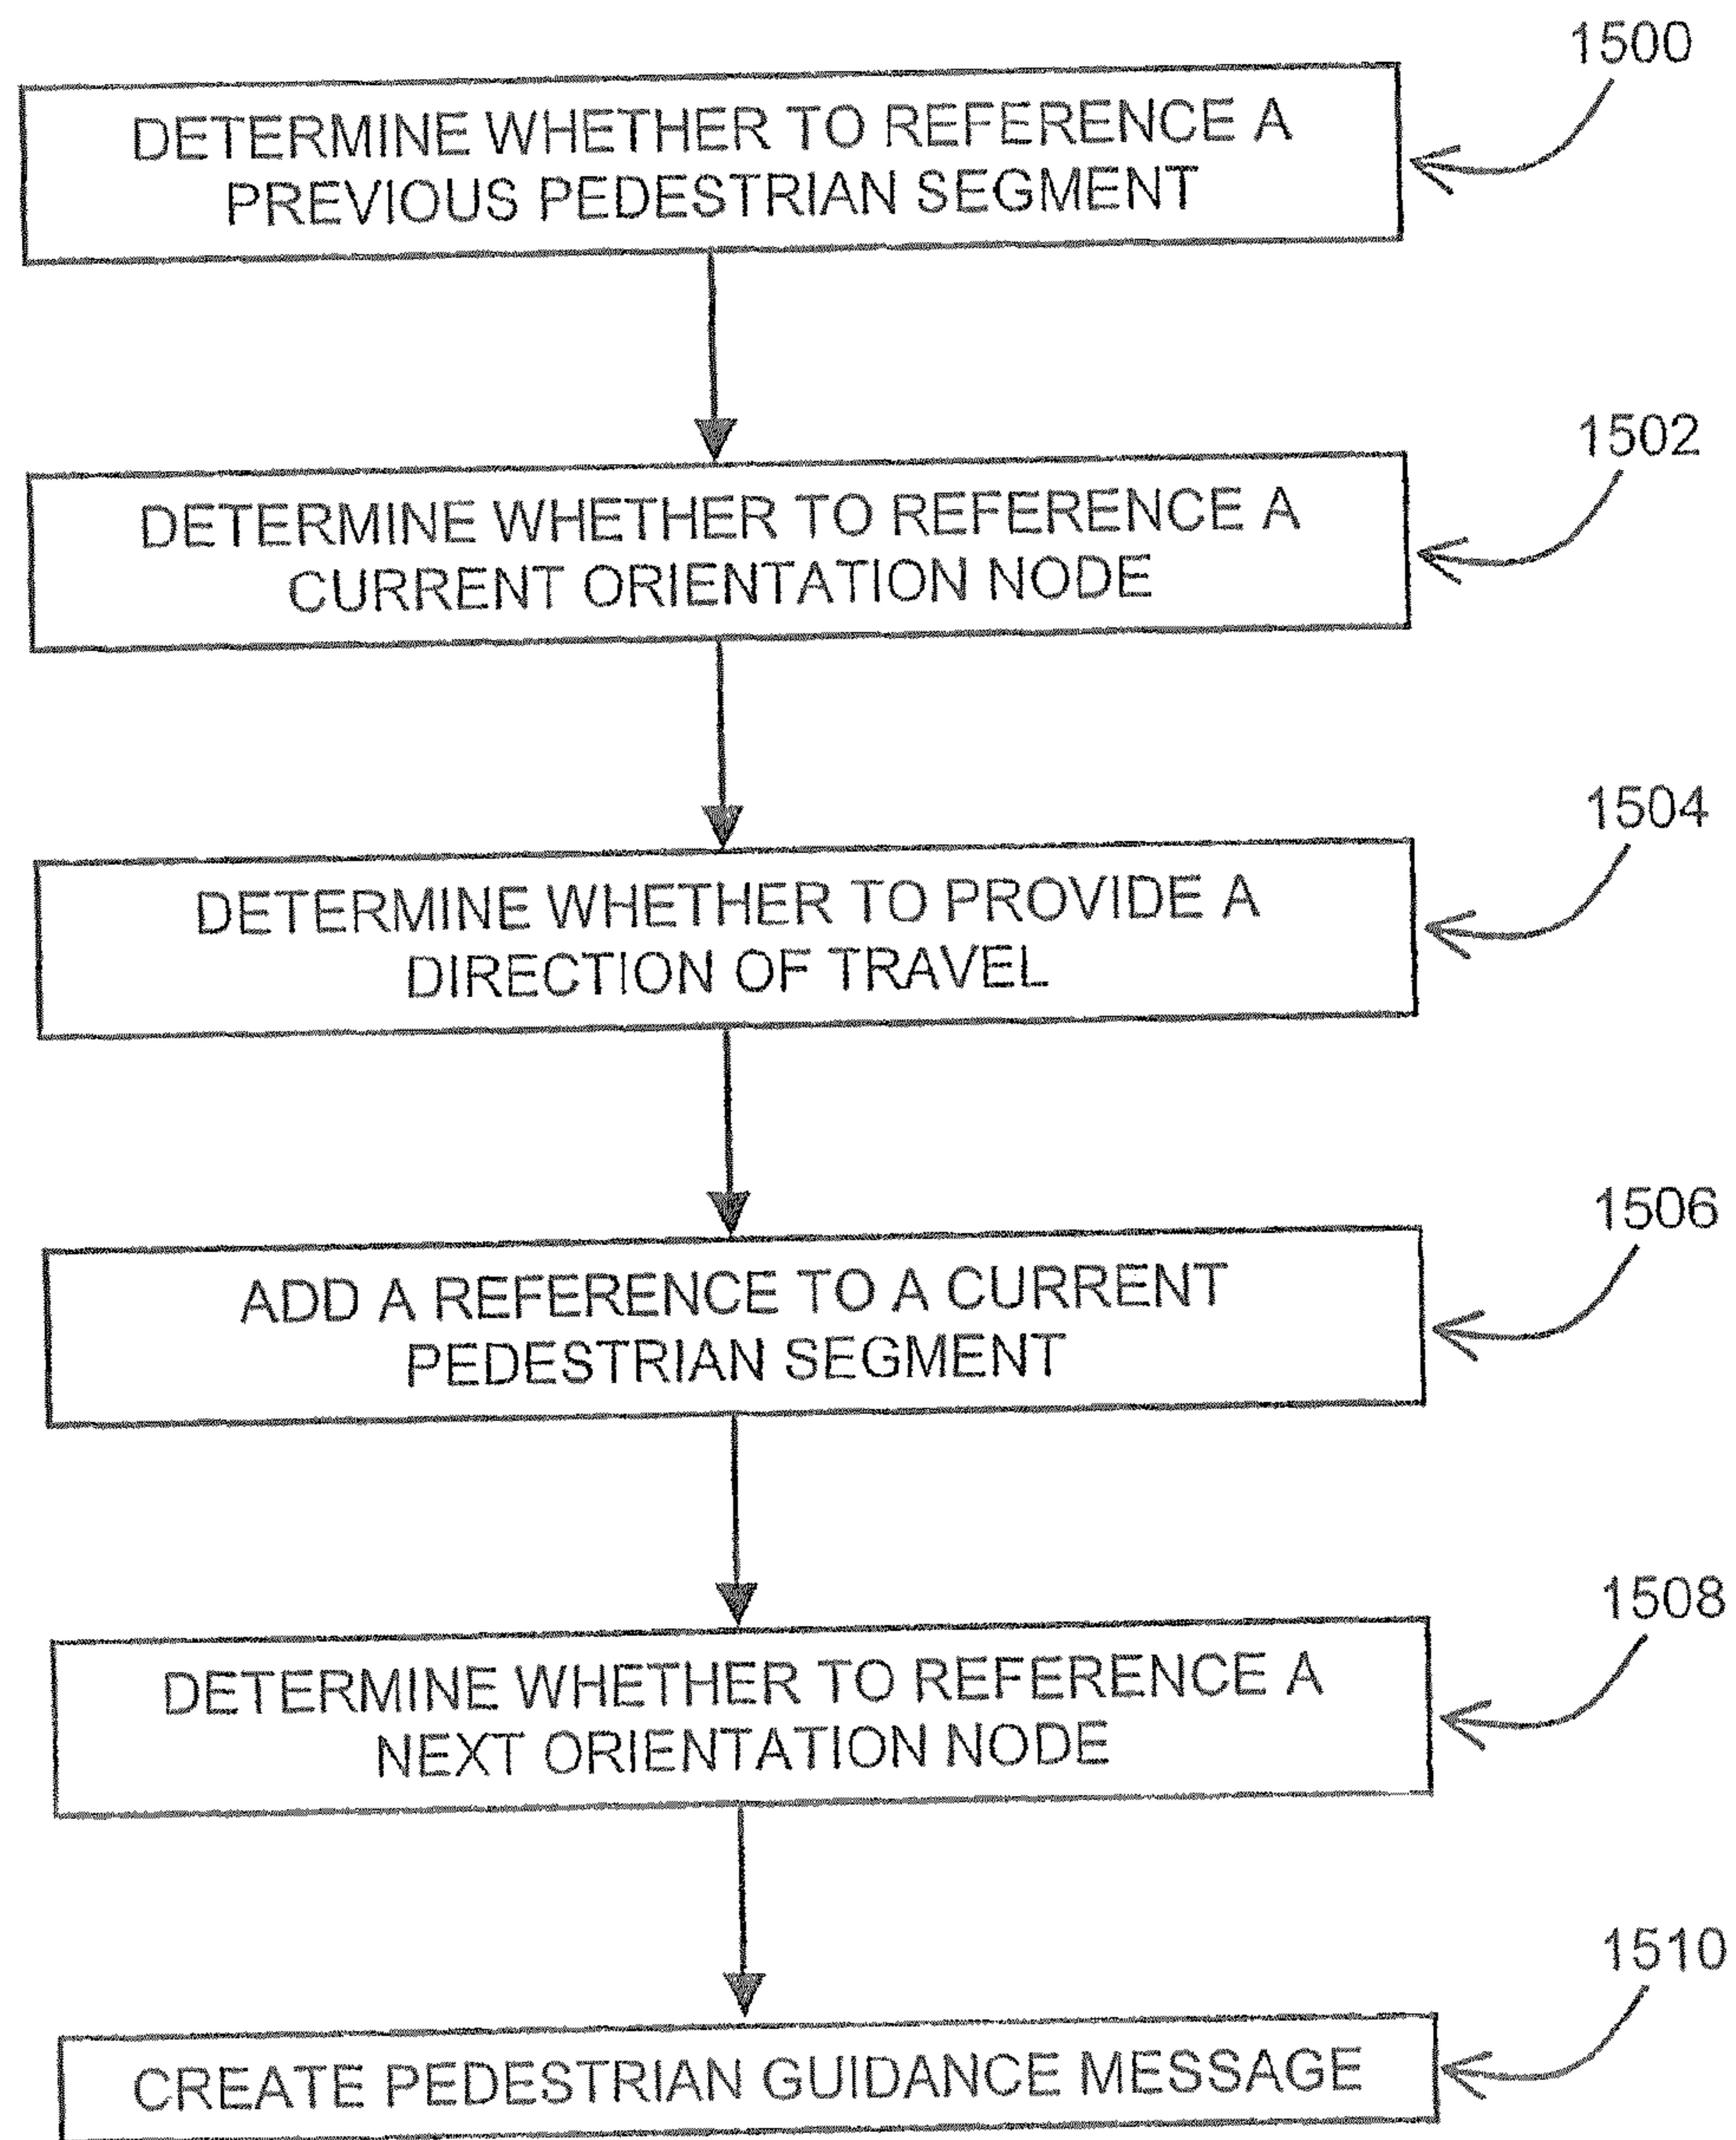 1500
DETERMINE WHETHER TO REFERENCE A
PREVIOUS PEDESTRIAN SEGMENT
1502
DETERMINE WHETHER TO REFERENCE A
CURRENT ORIENTATION NODE
1504
DETERMINE WHETHER TO PROVIDE A
DIRECTION OF TRAVEL
1506
ADD A REFERENCE TO A CURRENT
PEDESTRIAN SEGMENT
1508
DETERMINE WHETHER TO REFERENCE A
NEXT ORIENTATION NODE
1510
CREATE PEDESTRIAN GUIDANCE MESSAGE